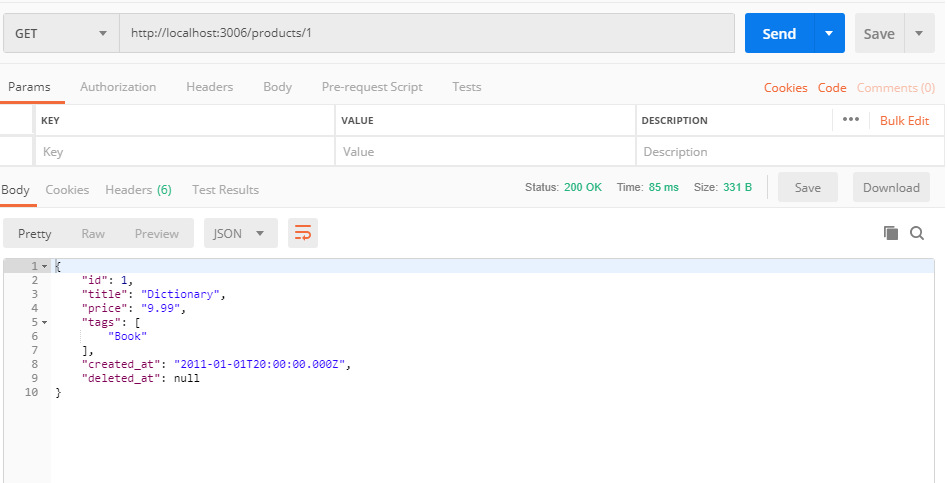 GET http://localhost:3006/products/1 Send Save
Params Authorization Headers Body Pre-request Script Tests Cookies Code Comments (0)
KEY VALUE DESCRIPTION ••• Bulk Edit
Key Value Description
Body Cookies Headers (6) Test Results Status: 200 OK Time: 85 ms Size: 331 B Save Download
Pretty Raw Preview JSON
1 {
2 "id": 1,
3 "title": "Dictionary",
4 "price": "9.99",
5 "tags": [
6 "Book"
7 ],
8 "created_at": "2011-01-01T20:00:00.000Z",
9 "deleted_at": null
10 }